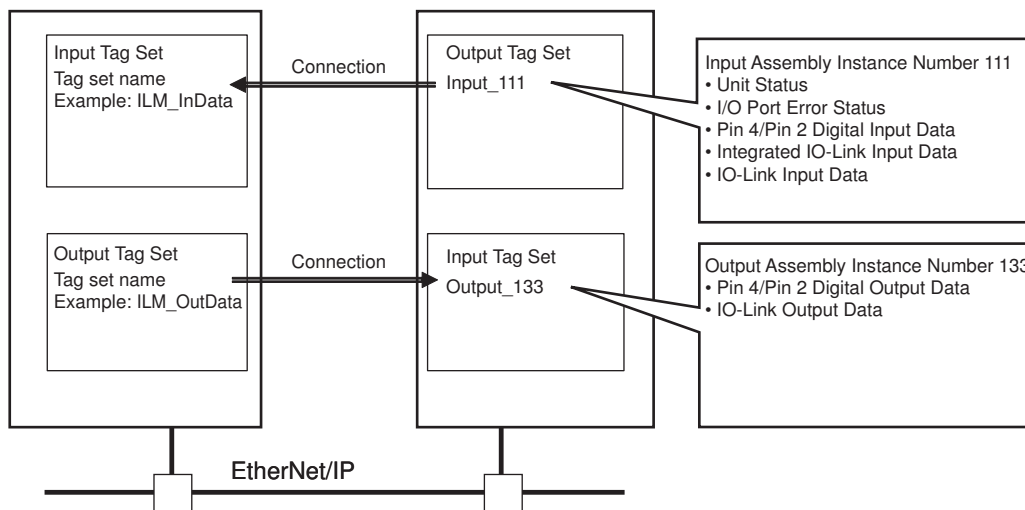 Input Tag Set
Tag set name
Example: ILM_InData
Connection
Output Tag Set
Input_111
Input Assembly Instance Number 111
• Unit Status
• I/O Port Error Status
• Pin 4/Pin 2 Digital Input Data
• Integrated IO-Link Input Data
• IO-Link Input Data
Output Tag Set
Tag set name
Example: ILM_OutData
Connection
Input Tag Set
Output_133
Output Assembly Instance Number 133
• Pin 4/Pin 2 Digital Output Data
• IO-Link Output Data
EtherNet/IP